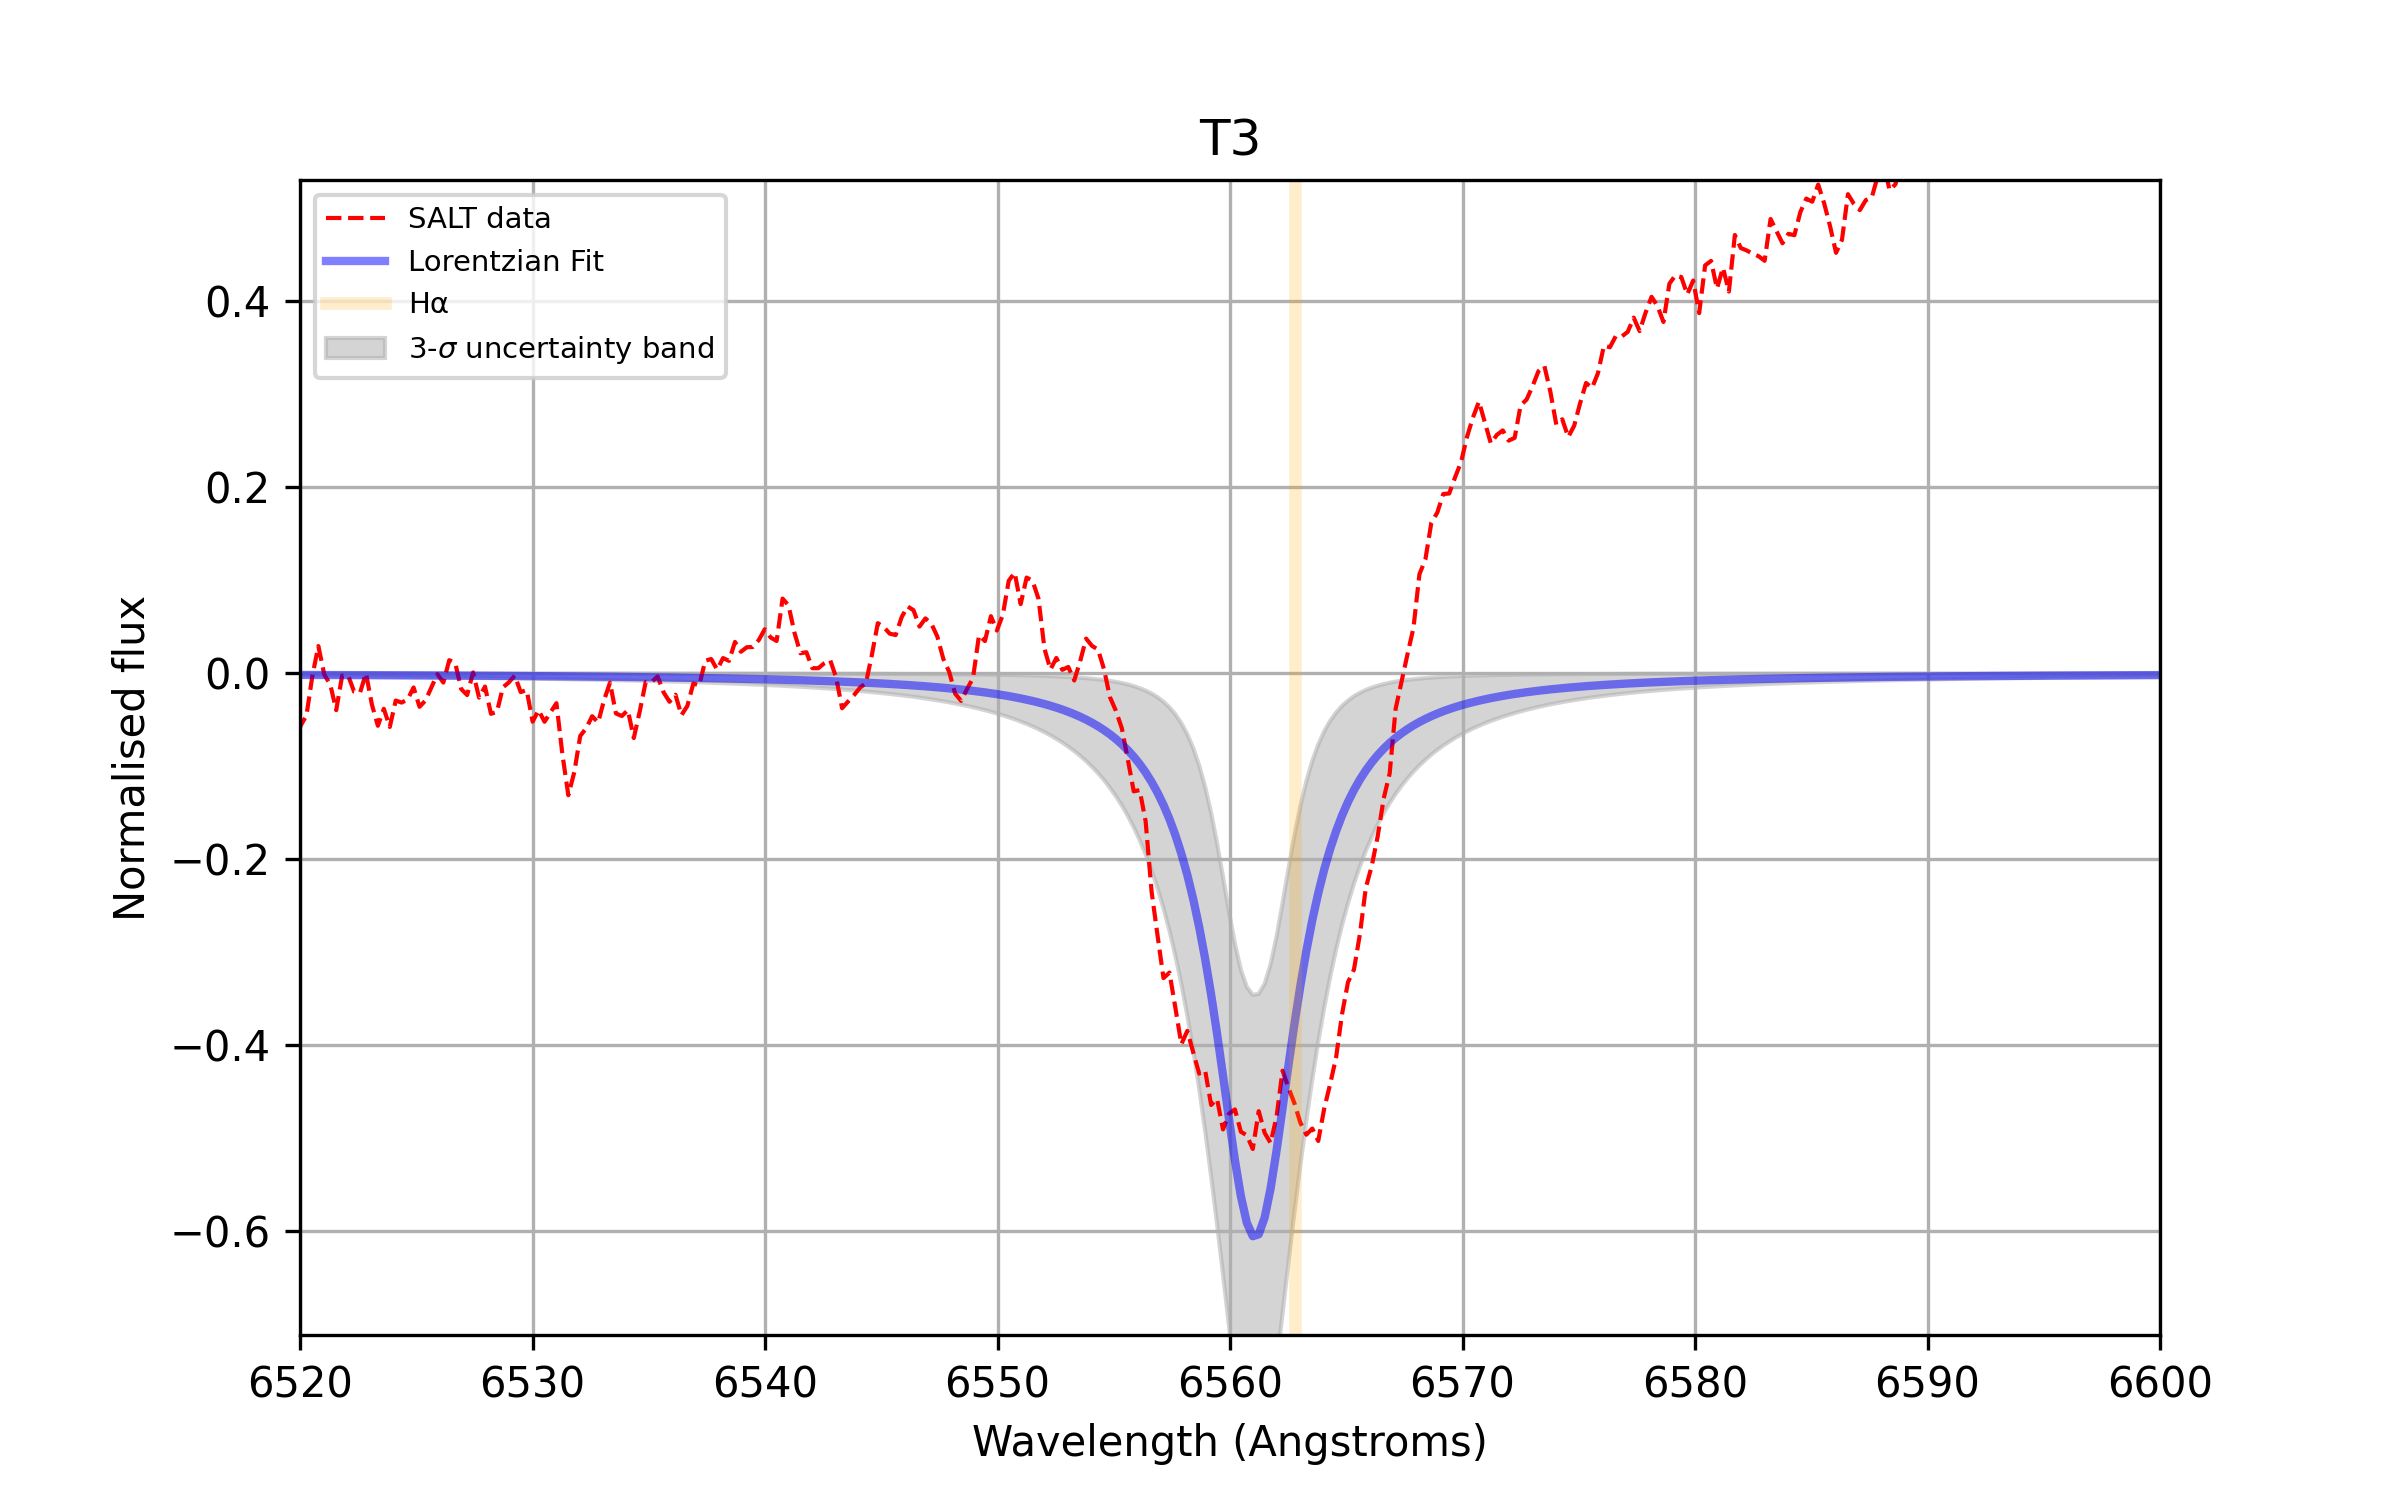 T3
SALT data
Lorentzian Fit
Hα
3-σ uncertainty band
0.4
0.2
0.0
−0.2
−0.4
−0.6
Normalised flux
6520 6530 6540 6550 6560 6570 6580 6590 6600
Wavelength (Angstroms)